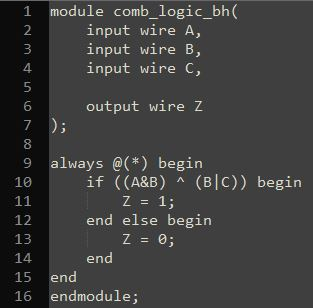 1 module comb_logic_bh(
2     input wire A,
3     input wire B,
4     input wire C,
5
6     output wire Z
7 );
8
9 always @(*) begin
10     if ((A&B) ^ (B|C)) begin
11         Z = 1;
12     end else begin
13         Z = 0;
14     end
15 end
16 endmodule;